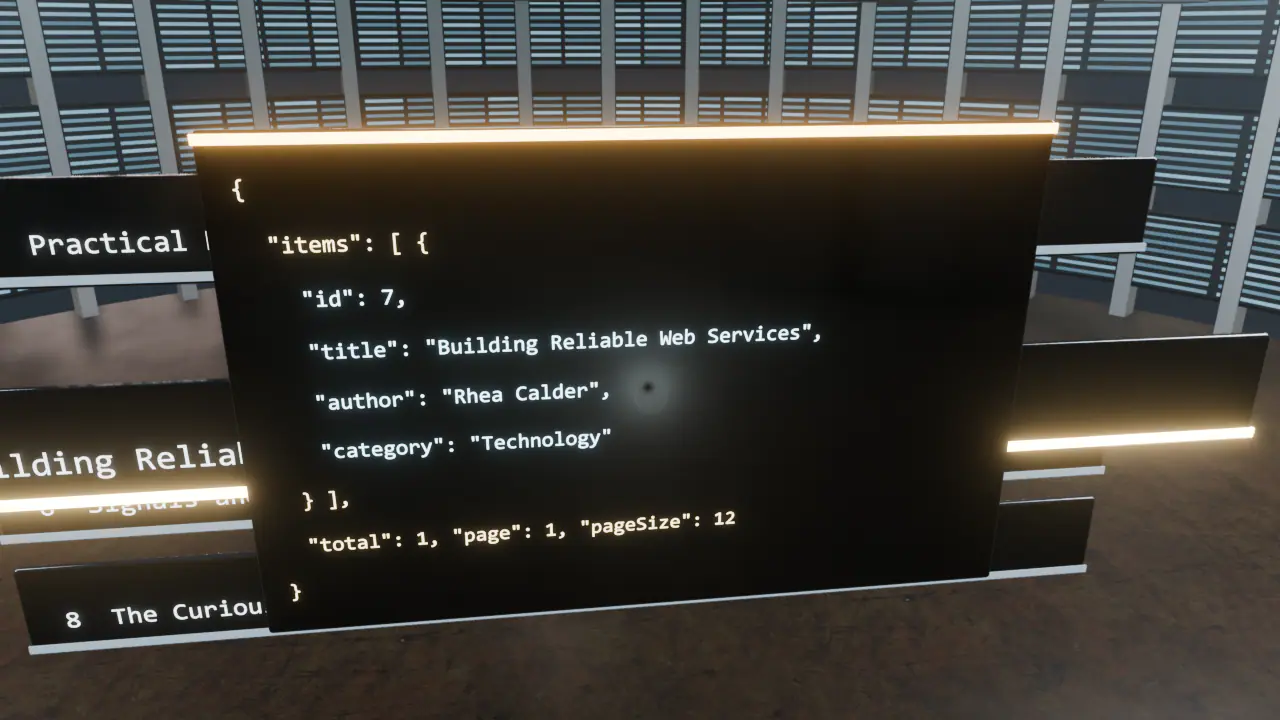 Practical
{
"items": [ {
"id": 7,
"title": "Building Reliable Web Services",
"author": "Rhea Calder",
"category": "Technology"
} ],
"total": 1, "page": 1, "pageSize": 12
}
ilding Relial
8 The Curiou